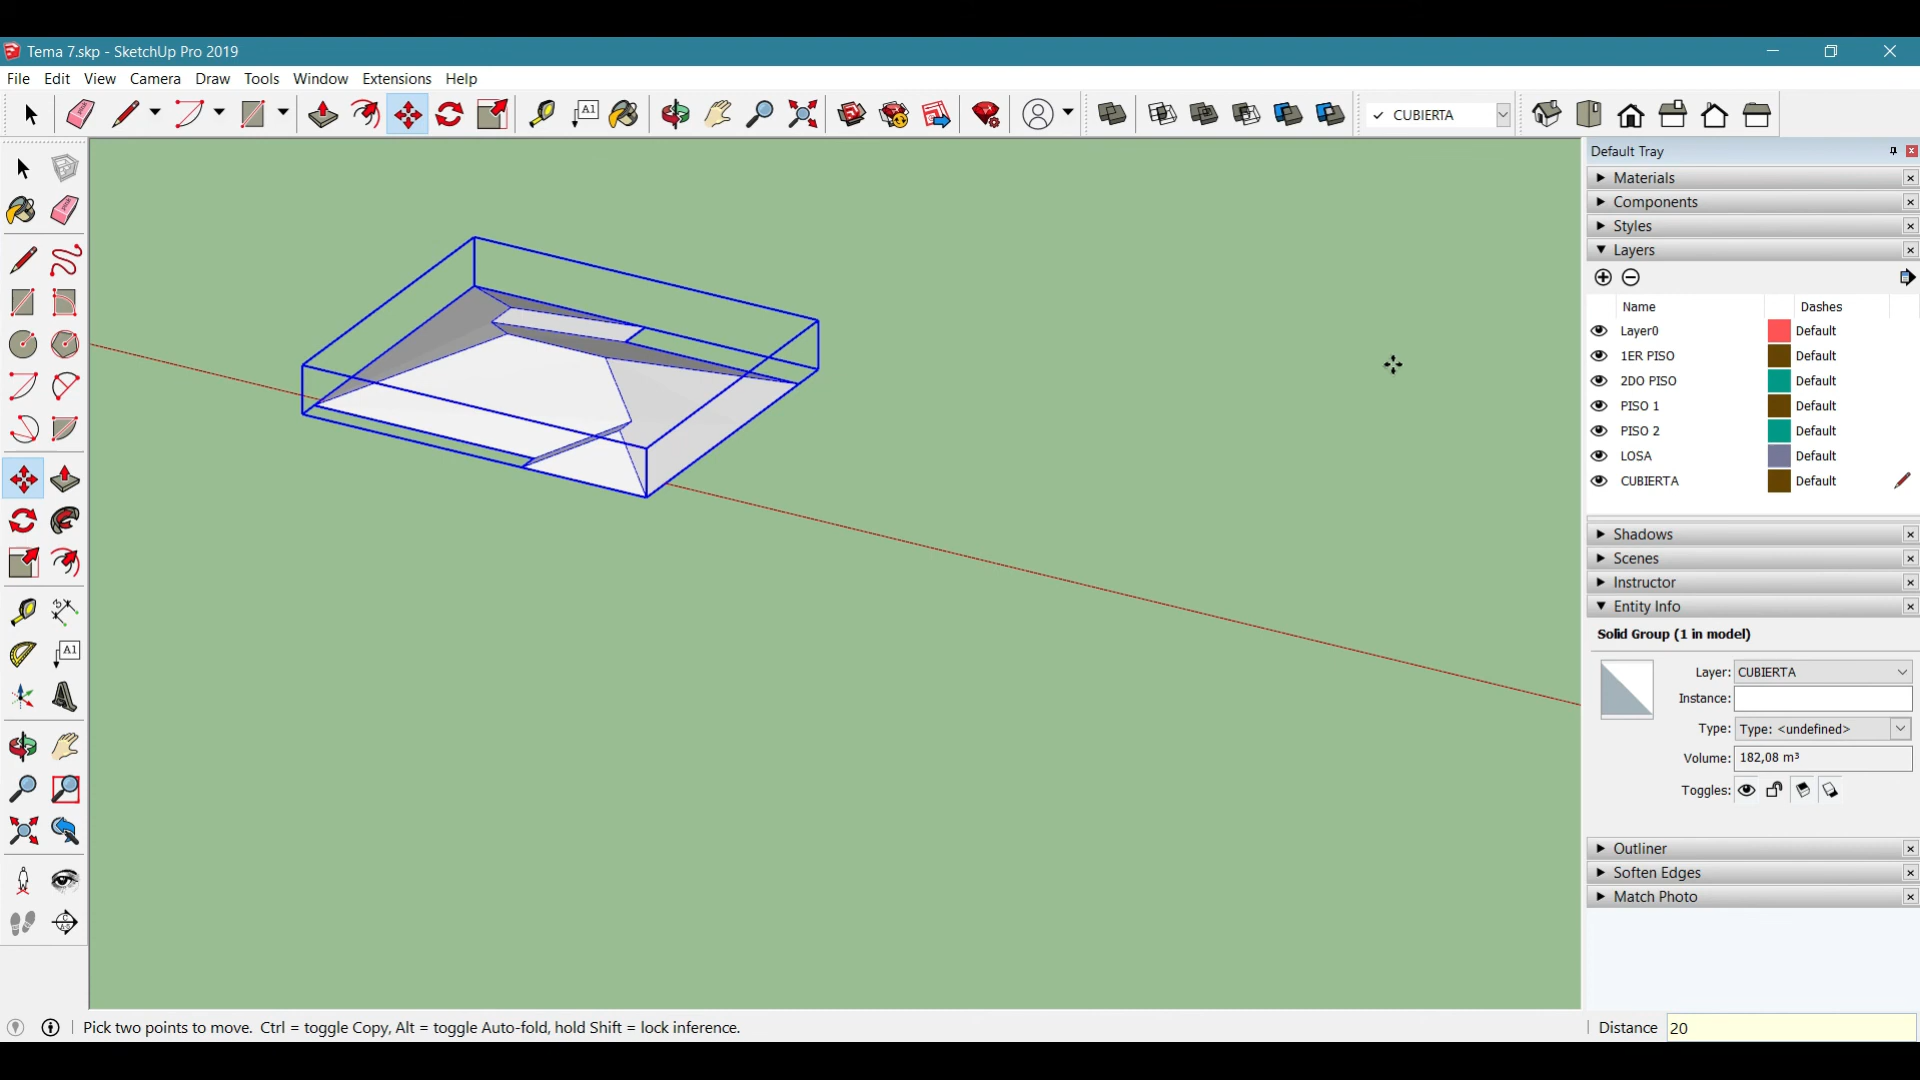 Tema 7.skp - SketchUp Pro 2019
File Edit View Camera Draw Tools Window Extensions Help
A1
✓ CUBIERTA
Default Tray
Materials
Components
Styles
Layers
Name Dashes
Layer0 Default
1ER PISO Default
2DO PISO Default
PISO 1 Default
PISO 2 Default
LOSA Default
CUBIERTA Default
Shadows
Scenes
Instructor
Entity Info
Solid Group (1 in model)
Layer: CUBIERTA
Instance:
Type: Type: <undefined>
Volume: 182,08 m³
Toggles:
Outliner
Soften Edges
Match Photo
A1
Pick two points to move. Ctrl = toggle Copy, Alt = toggle Auto-fold, hold Shift = lock inference.
Distance 20